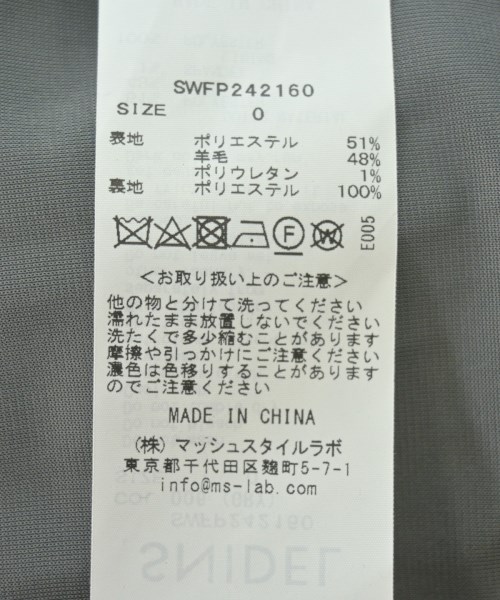 SWFP242160
SIZE 0
表地 ポリエステル 51%
羊毛 48%
ポリウレタン 1%
裏地 ポリエステル 100%
F W E005
<お取り扱い上のご注意>
他の物と分けて洗ってください
濡れたまま放置しないでください
洗たくで多少縮むことがあります
摩擦や引っかけにご注意ください
濃色は色移りすることがあります
のでご注意ください
MADE IN CHINA
(株) マッシュスタイルラボ
東京都千代田区麹町5-7-1
info@ms-lab.com
SWFP242160
SNIDEL